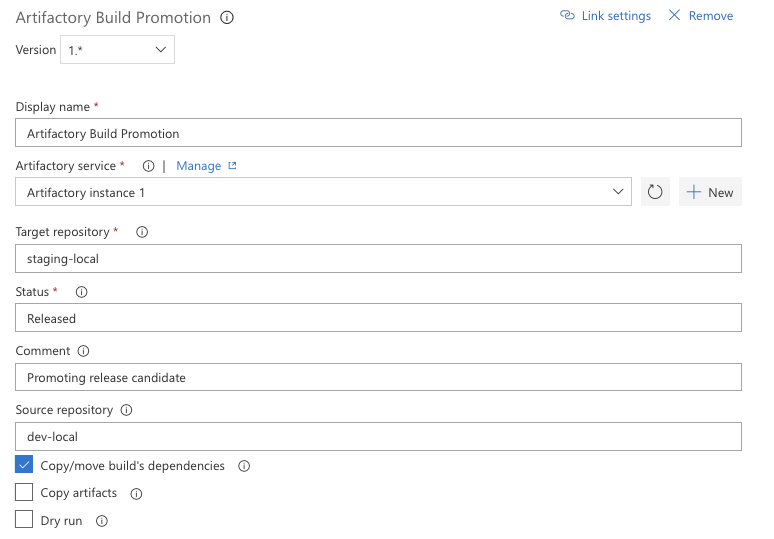 Artifactory Build Promotion Link settings Remove
Version 1.*
Display name *
Artifactory Build Promotion
Artifactory service * | Manage
Artifactory instance 1 New
Target repository *
staging-local
Status *
Released
Comment
Promoting release candidate
Source repository
dev-local
Copy/move build's dependencies
Copy artifacts
Dry run